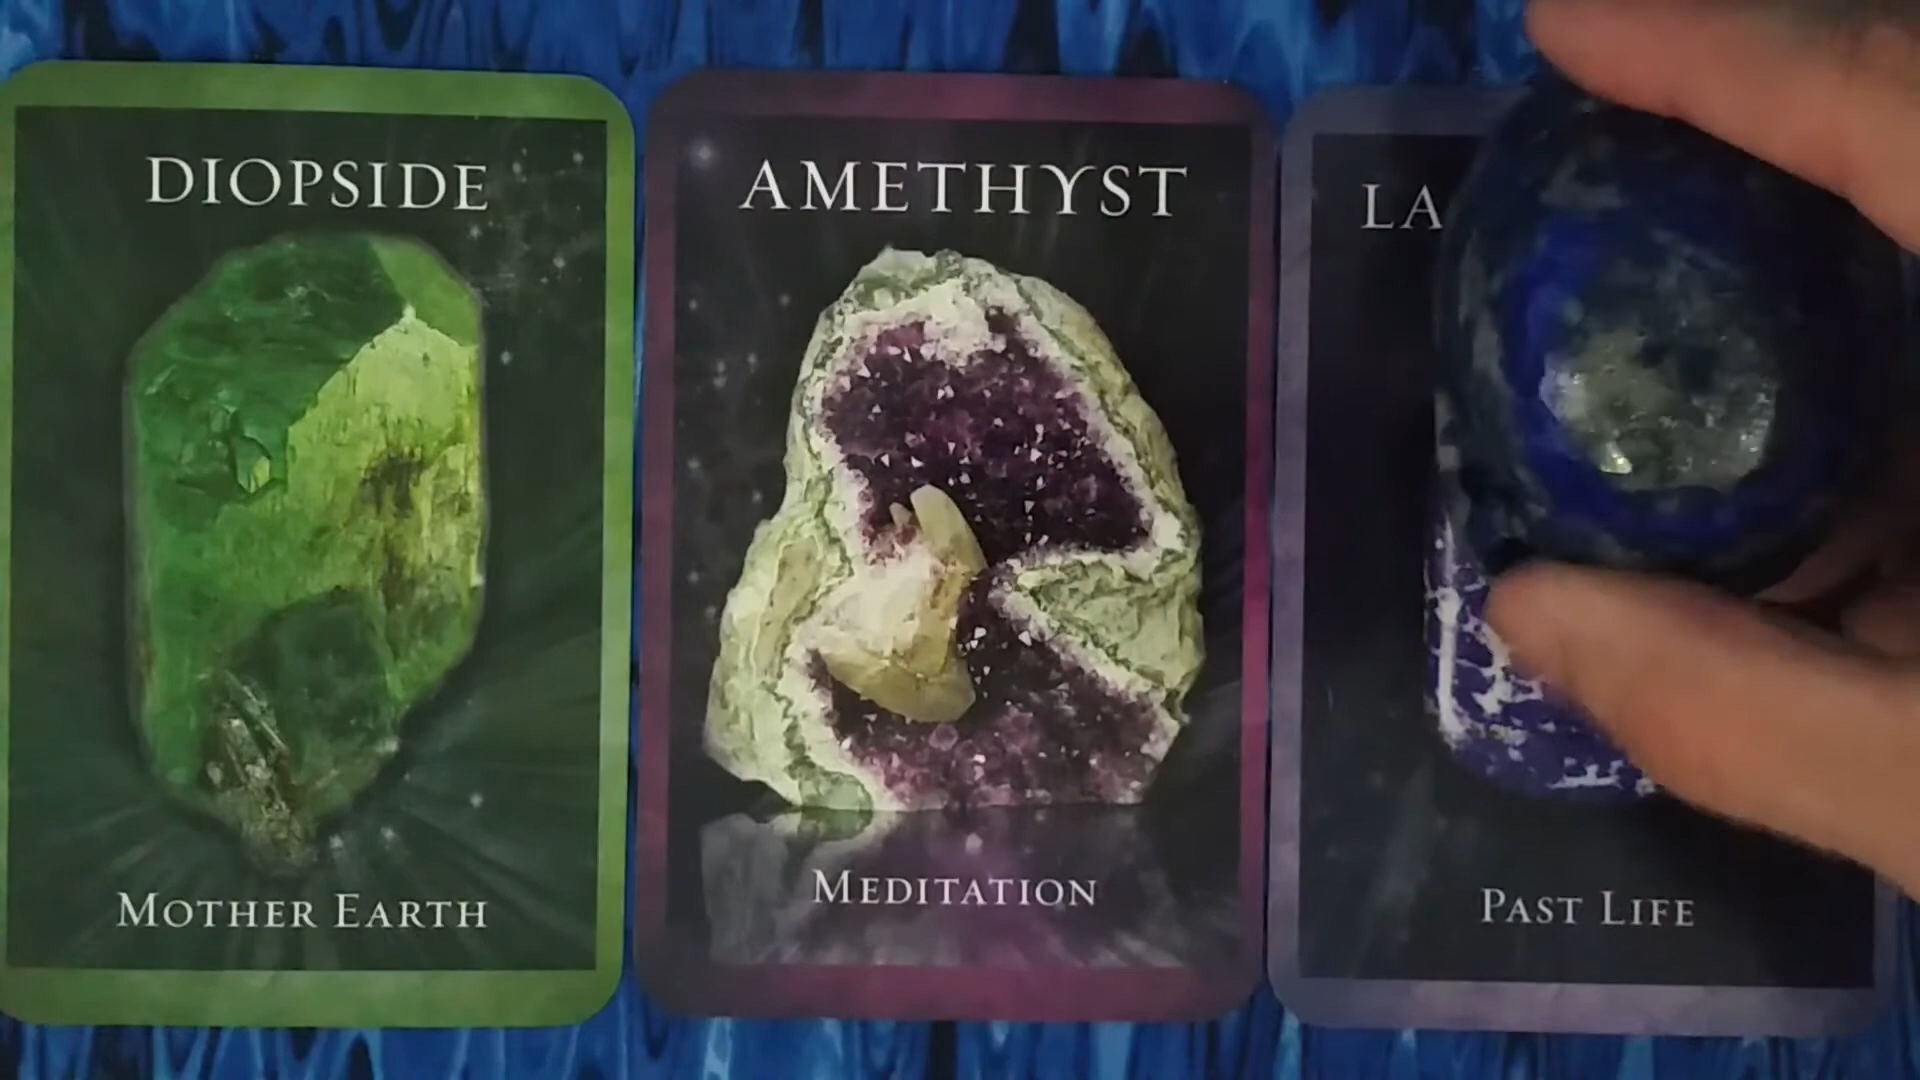 DIOPSIDE
MOTHER EARTH
AMETHYST
MEDITATION
LA
PAST LIFE